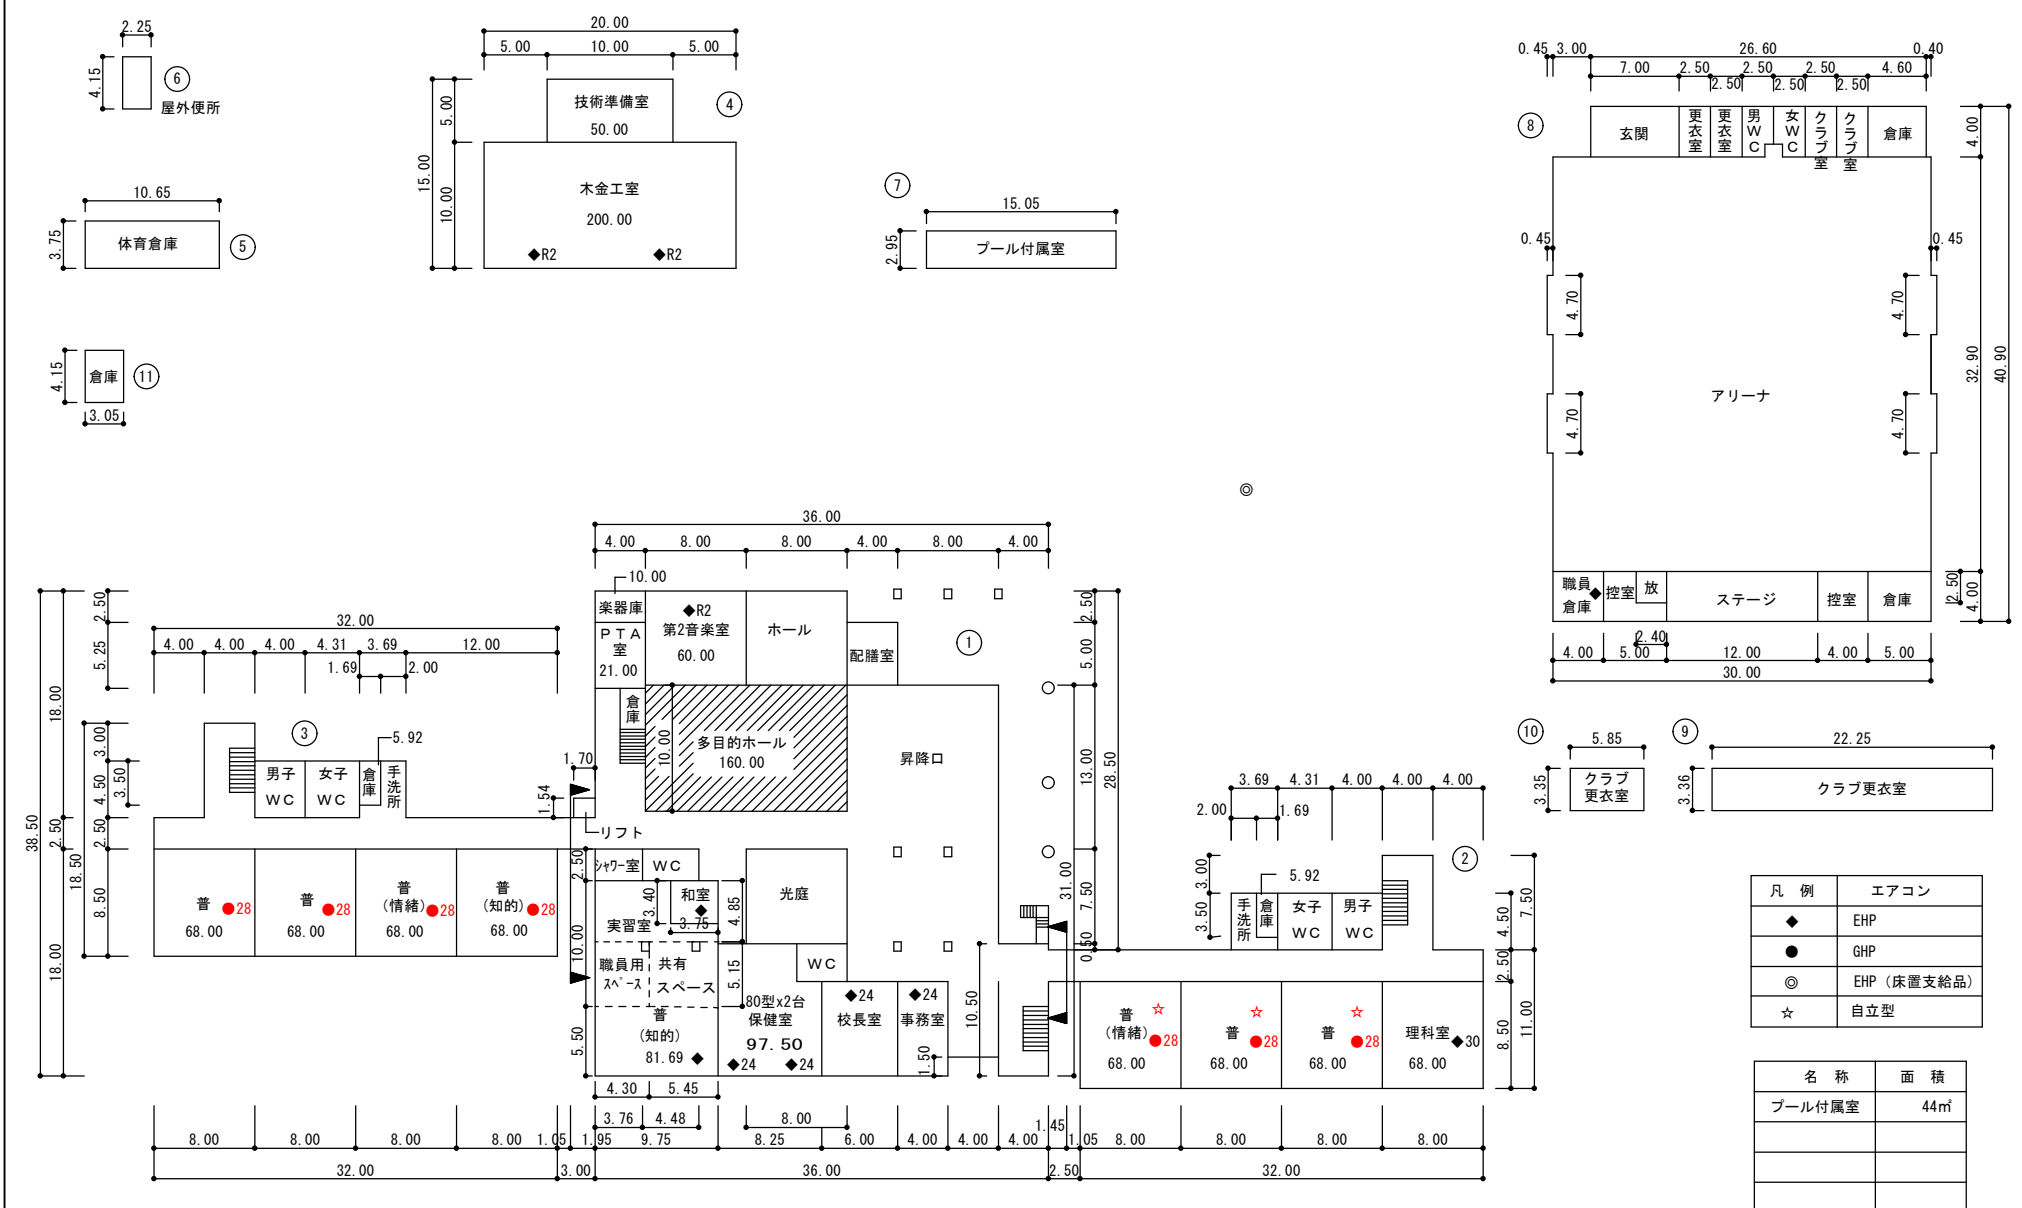 2.25
4.15
⑥
屋外便所
20.00
5.00 10.00 5.00
15.00
5.00
10.00
技術準備室
50.00
④
木金工室
200.00
◆R2 ◆R2
10.65
3.75
体育倉庫
⑤
⑦
15.05
2.95
プール付属室
4.15
倉庫
⑪
3.05
0.45 3.00 26.60 0.40
7.00 2.50 2.50 2.50 4.60
2.50 2.50 2.50
⑧
玄関
更衣室
更衣室
男WC
女WC
クラブ室
クラブ室
倉庫
4.00
0.45 0.45
4.70 4.70
32.90
40.90
アリーナ
4.70 4.70
職員倉庫
◆
控室
放
ステージ
控室
倉庫
2.50
4.00
2.40
4.00 5.00 12.00 4.00 5.00
30.00
◎
36.00
4.00 8.00 8.00 4.00 8.00 4.00
10.00
楽器庫
◆R2
第2音楽室
60.00
ホール
PTA室
21.00
配膳室
①
2.50
5.00
13.00
28.50
7.50
0.50
31.00
倉庫
10.00
多目的ホール
160.00
昇降口
1.70
1.54
リフト
38.50
18.00
2.50
18.00
2.50
5.25
32.00
4.00 4.00 4.00 4.31 3.69 12.00
1.69 2.00
③
5.92
18.50
3.00
4.50
3.50
2.50
8.50
男子WC
女子WC
倉庫
手洗所
普
●28
68.00
普
●28
68.00
普
(情緒)
●28
68.00
普
(知的)
●28
68.00
2.50
10.00
5.50
シャワー室
WC
和室
◆
3.40
3.75
4.85
5.15
実習室
職員用スペース
共有スペース
普
(知的)
81.69
◆
光庭
WC
80型x2台
保健室
97.50
◆24 ◆24
◆24
校長室
◆24
事務室
1.50
10.50
4.30 5.45
3.76 4.48 8.00
8.00 8.00 8.00 8.00 1.05 1.95 9.75 8.25 6.00 4.00 4.00 4.00 1.45 1.05 8.00 8.00 8.00 8.00
32.00 3.00 36.00 2.50 32.00
3.69 4.31 4.00 4.00 4.00
2.00 1.69
②
3.00
3.50
5.92
手洗所
倉庫
女子WC
男子WC
4.50
7.50
2.50
8.50
11.00
普
(情緒)
☆
●28
68.00
普
☆
●28
68.00
普
☆
●28
68.00
理科室
◆30
68.00
⑩
5.85
3.35
クラブ
更衣室
⑨
22.25
3.36
クラブ更衣室
凡 例 エアコン
◆ EHP
● GHP
◎ EHP (床置支給品)
☆ 自立型
名 称 面 積
プール付属室 44㎡